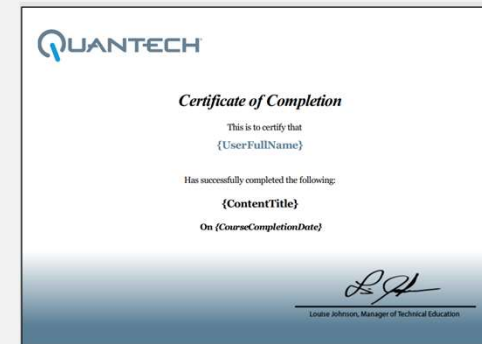 QUANTECH
Certificate of Completion
This is to certify that
{UserFullName}
Has successfully completed the following:
{ContentTitle}
On {CourseCompletionDate}
Louise Johnson, Manager of Technical Education